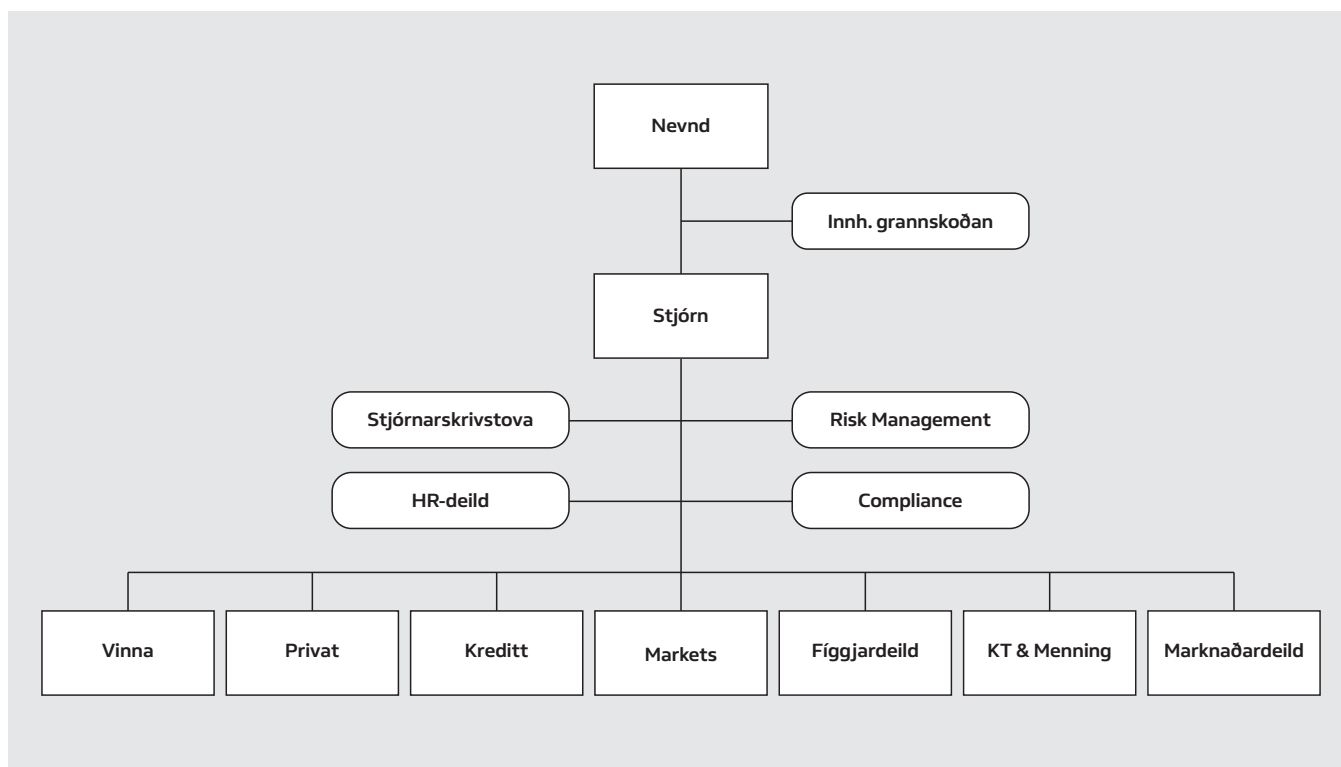 Nevnd
Innh. grannskoðan
Stjórn
Stjórnarskrivstova
Risk Management
HR-deild
Compliance
Vinna
Privat
Kreditt
Markets
Fíggjardeild
KT & Menning
Marknaðardeild